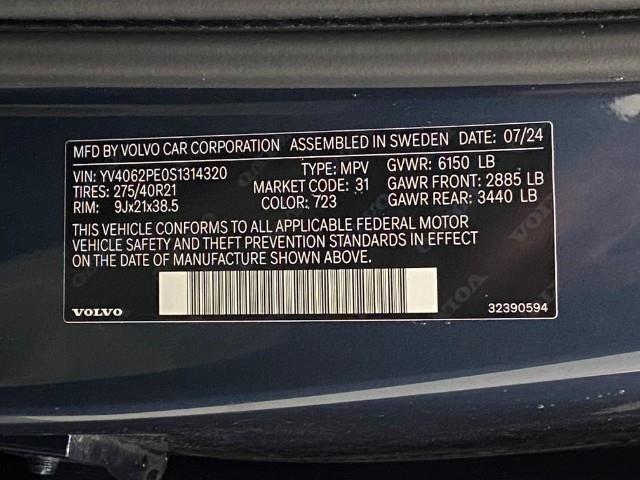 MFD BY VOLVO CAR CORPORATION ASSEMBLED IN SWEDEN DATE: 07/24
VIN: YV4062PE0S1314320 TYPE: MPV GVWR: 6150 LB
TIRES: 275/40R21 MARKET CODE: 31 GAWR FRONT: 2885 LB
RIM: 9Jx21x38.5 COLOR: 723 GAWR REAR: 3440 LB
THIS VEHICLE CONFORMS TO ALL APPLICABLE FEDERAL MOTOR
VEHICLE SAFETY AND THEFT PREVENTION STANDARDS IN EFFECT
ON THE DATE OF MANUFACTURE SHOWN ABOVE.
VOLVO 32390594